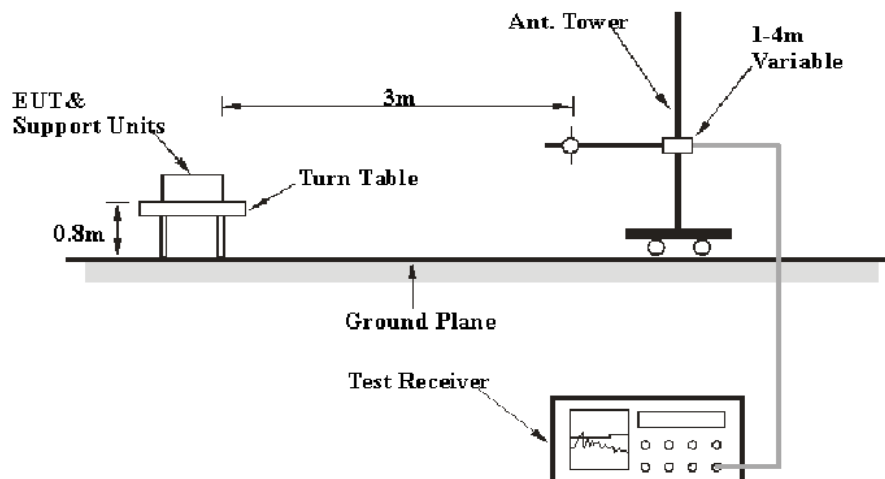 Ant. Tower
1-4m
Variable
3m
EUT&
Support Units
Turn Table
0.8m
Ground Plane
Test Receiver